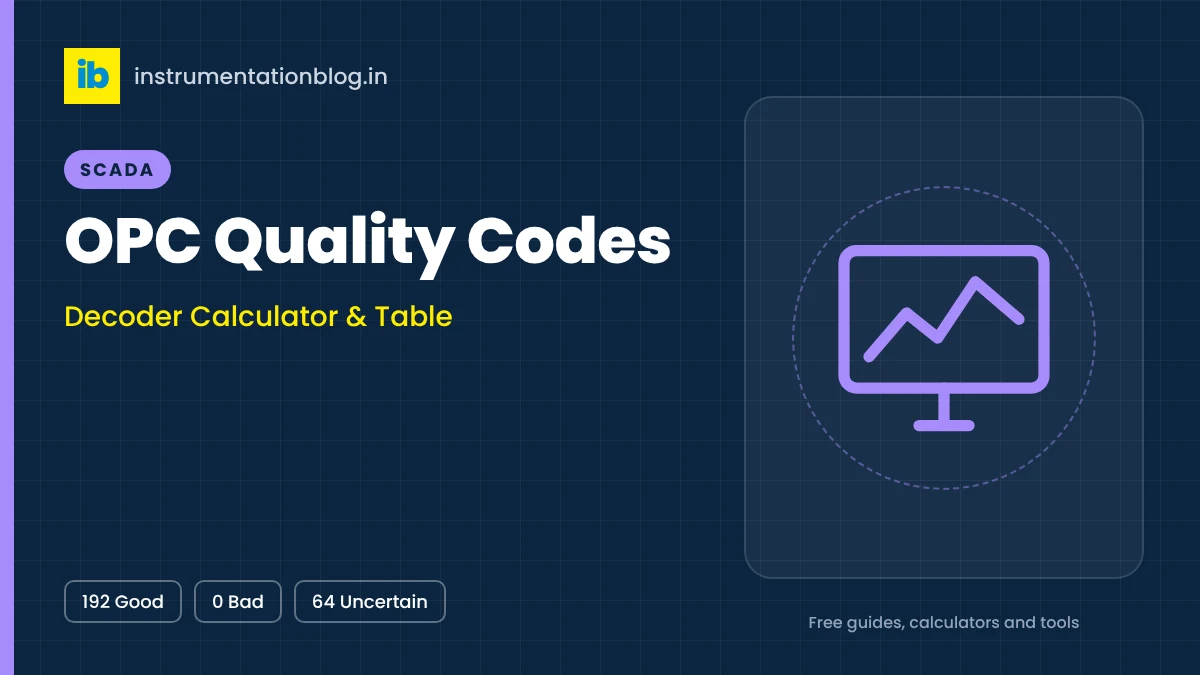 ib
instrumentationblog.in
SCADA
OPC Quality Codes
Decoder Calculator & Table
192 Good
0 Bad
64 Uncertain
Free guides, calculators and tools